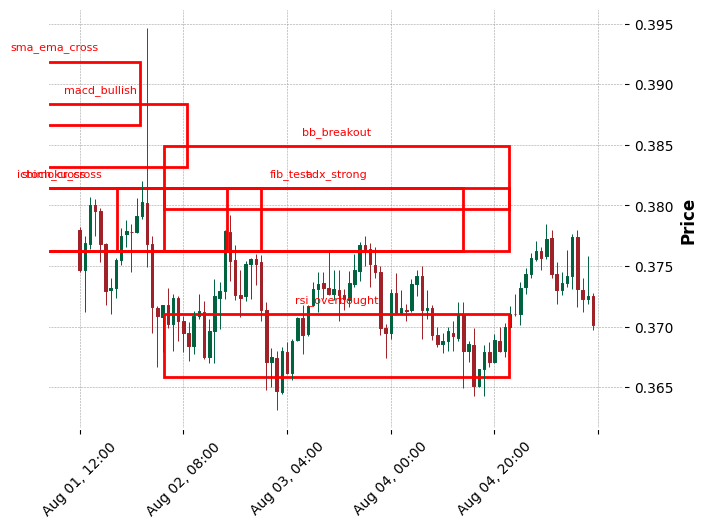 0.395
sma_ema_cross
0.390
macd_bullish
0.385
bb_breakout
stoch_cross
fib_test
adx_strong
0.380
Price
0.375
rsi_overbought
0.370
0.365
Aug 01, 12:00
Aug 02, 08:00
Aug 03, 04:00
Aug 04, 00:00
Aug 04, 20:00